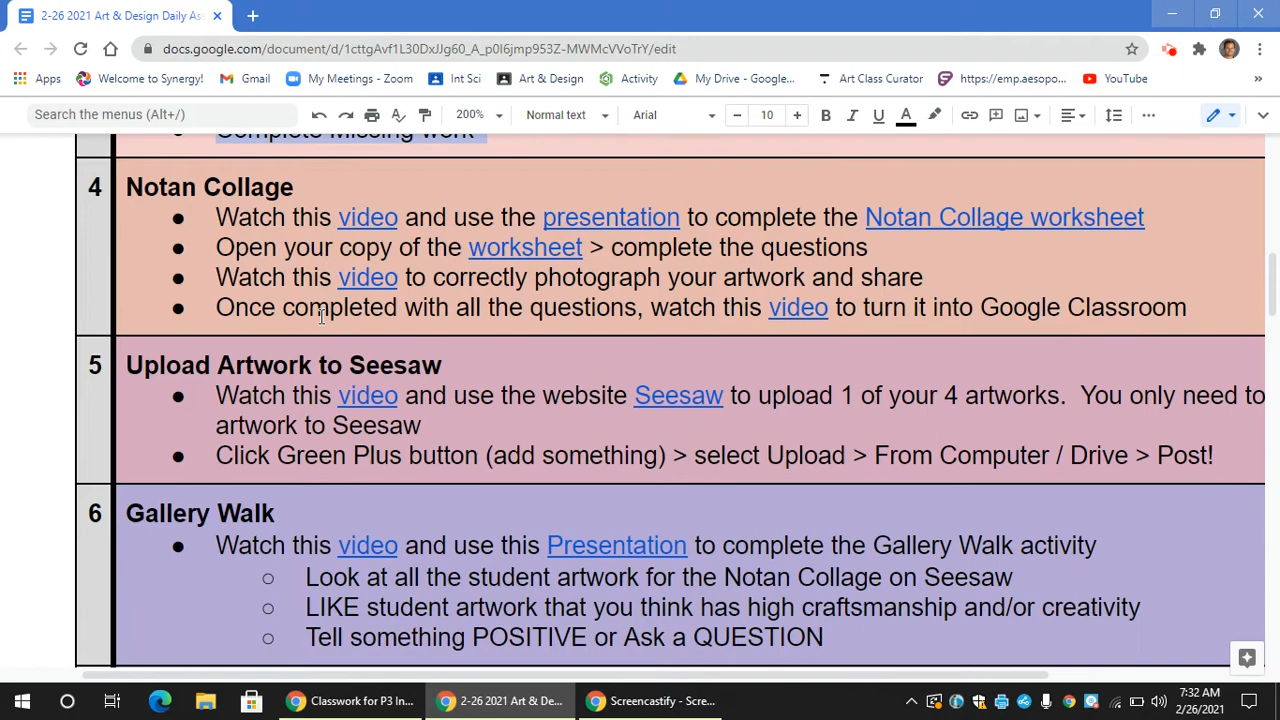 2-26 2021 Art & Design Daily Ass
docs.google.com/document/d/1cttgAvf1L30DxJJg60_A_p0I6jmp953Z-MWMcVVoTrY/edit
Apps Welcome to Synergy! Gmail My Meetings - Zoom Int Sci Art & Design Activity My Drive - Google... Art Class Curator https://emp.aesopo... YouTube »
Search the menus (Alt+/) 200% Normal text Arial 10 B I U A
Complete Missing work
4 Notan Collage
● Watch this video and use the presentation to complete the Notan Collage worksheet
● Open your copy of the worksheet > complete the questions
● Watch this video to correctly photograph your artwork and share
● Once completed with all the questions, watch this video to turn it into Google Classroom
5 Upload Artwork to Seesaw
● Watch this video and use the website Seesaw to upload 1 of your 4 artworks. You only need to
artwork to Seesaw
● Click Green Plus button (add something) > select Upload > From Computer / Drive > Post!
6 Gallery Walk
● Watch this video and use this Presentation to complete the Gallery Walk activity
○ Look at all the student artwork for the Notan Collage on Seesaw
○ LIKE student artwork that you think has high craftsmanship and/or creativity
○ Tell something POSITIVE or Ask a QUESTION
Classwork for P3 In... 2-26 2021 Art & De... Screencastify - Scre...
7:32 AM
2/26/2021